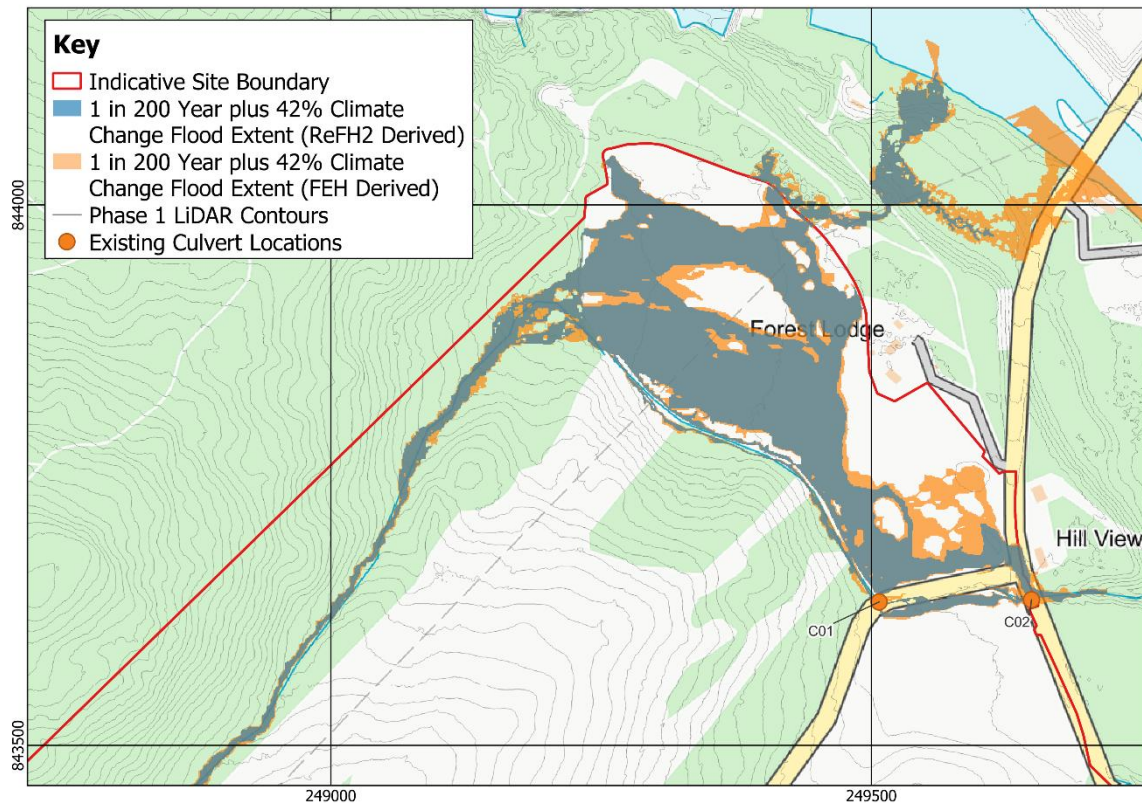 Key
Indicative Site Boundary
1 in 200 Year plus 42% Climate
Change Flood Extent (ReFH2 Derived)
1 in 200 Year plus 42% Climate
Change Flood Extent (FEH Derived)
Phase 1 LiDAR Contours
Existing Culvert Locations
844000
Forest Lodge
Hill View
C01
C02
843500
249000
249500